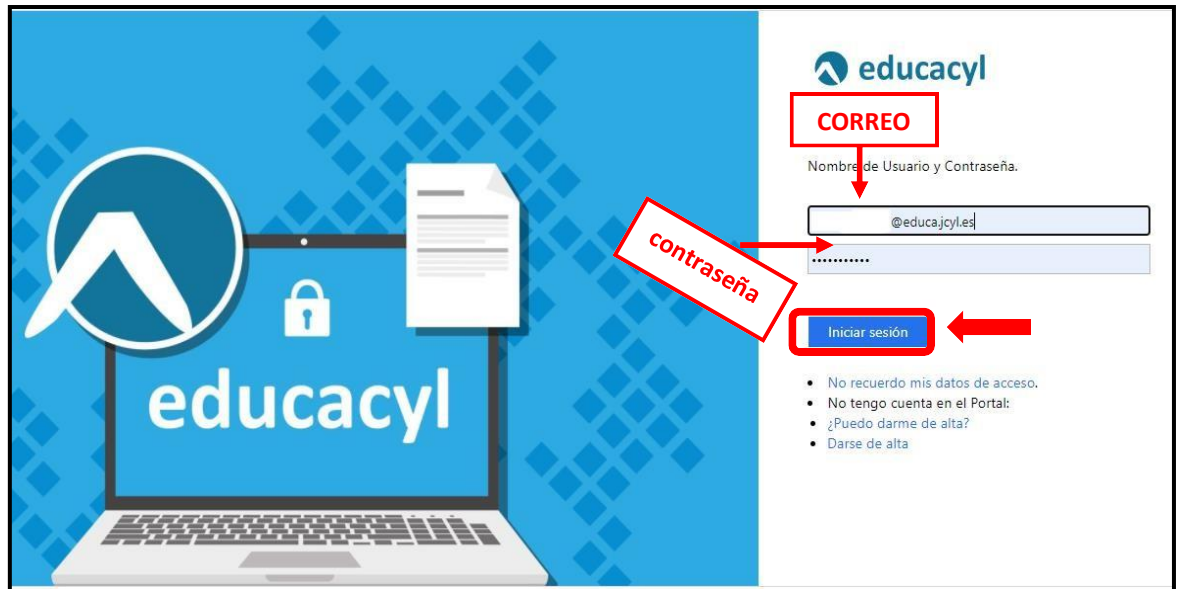 educacyl
CORREO
Nombre de Usuario y Contraseña.
@educa.jcyl.es
contraseña
...........
Iniciar sesión
No recuerdo mis datos de acceso.
No tengo cuenta en el Portal:
¿Puedo darme de alta?
Darse de alta
educacyl